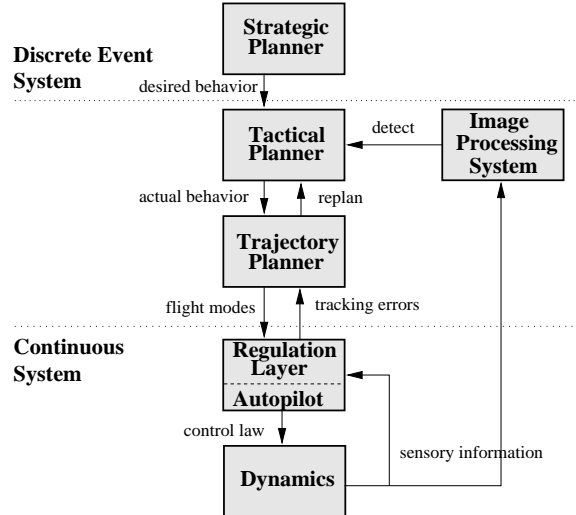 Strategic
Planner
Discrete Event
System
desired behavior
Tactical
Planner
detect
Image
Processing
System
actual behavior
replan
Trajectory
Planner
flight modes
tracking errors
Continuous
System
Regulation
Layer
Autopilot
control law
sensory information
Dynamics